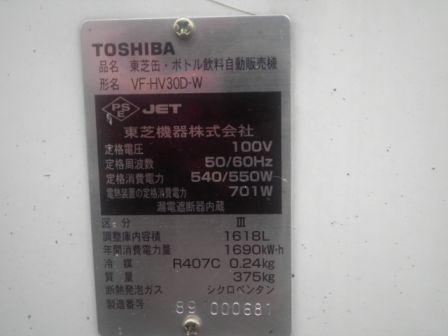 TOSHIBA
品名 東芝缶・ボトル飲料自動販売機
形名 VF-HV30D-W
PSE JET
東芝機器株式会社
定格電圧 100V
定格周波数 50/60Hz
定格消費電力 540/550W
電熱装置の定格消費電力 701W
漏電遮断器内蔵
区分 Ⅲ
調整庫内容積 1618L
年間消費電力量 1690kW·h
冷媒 R407C 0.24kg
質量 375kg
断熱発泡ガス シクロペンタン
製造番号 89 000681